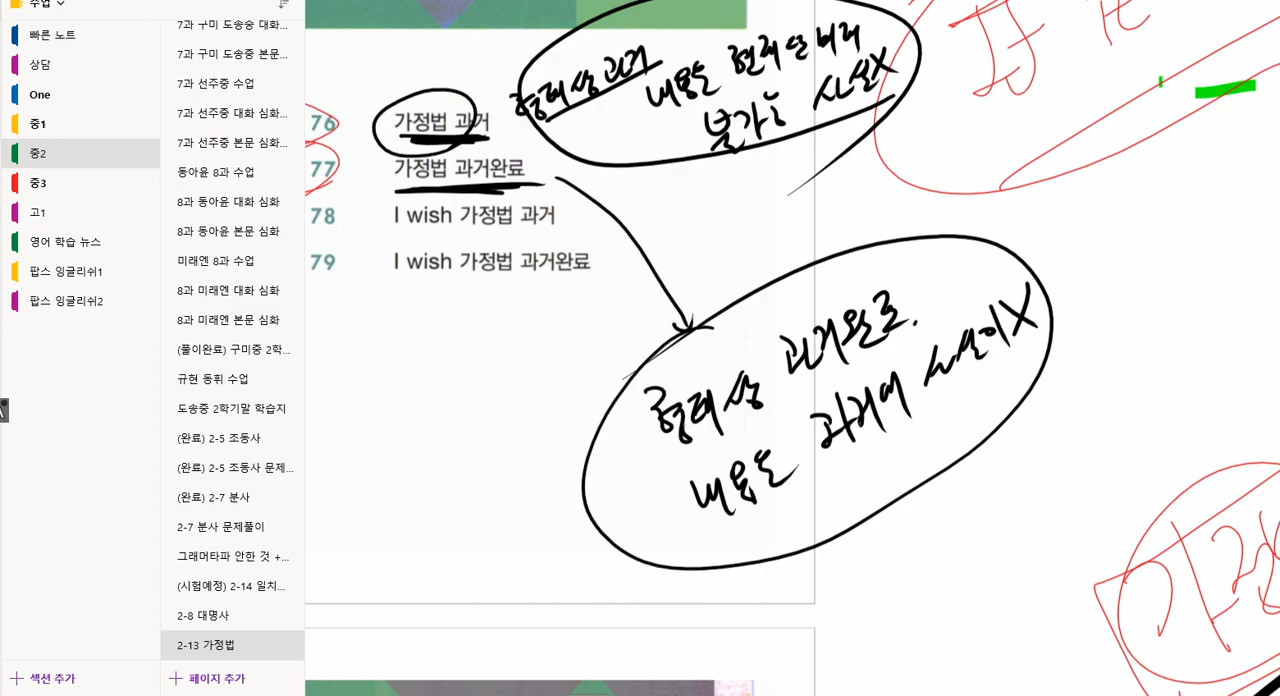 수업
빠른 노트
상담
One
중1
중2
중3
고1
영어 학습 뉴스
팝스 잉글리쉬1
팝스 잉글리쉬2
섹션 추가
7과 구미 도송중 대화...
7과 구미 도송중 본문...
7과 선주중 수업
7과 선주중 대화 심화...
7과 선주중 본문 심화...
동아윤 8과 수업
8과 동아윤 대화 심화
8과 동아윤 본문 심화
미래엔 8과 수업
8과 미래엔 대화 심화
8과 미래엔 본문 심화
(풀이완료) 구미중 2학...
규현 동휘 수업
도송중 2학기말 학습지
(완료) 2-5 조동사
(완료) 2-5 조동사 문제...
(완료) 2-7 분사
2-7 분사 문제풀이
그래머타파 안한 것 +...
(시험예정) 2-14 일치...
2-8 대명사
2-13 가정법
페이지 추가
76 가정법 과거
77 가정법 과거완료
78 I wish 가정법 과거
79 I wish 가정법 과거완료
형태상 과거
내용은 현재
불가능 사실X
형태상 과거완료.
내용은 과거에 사실이X